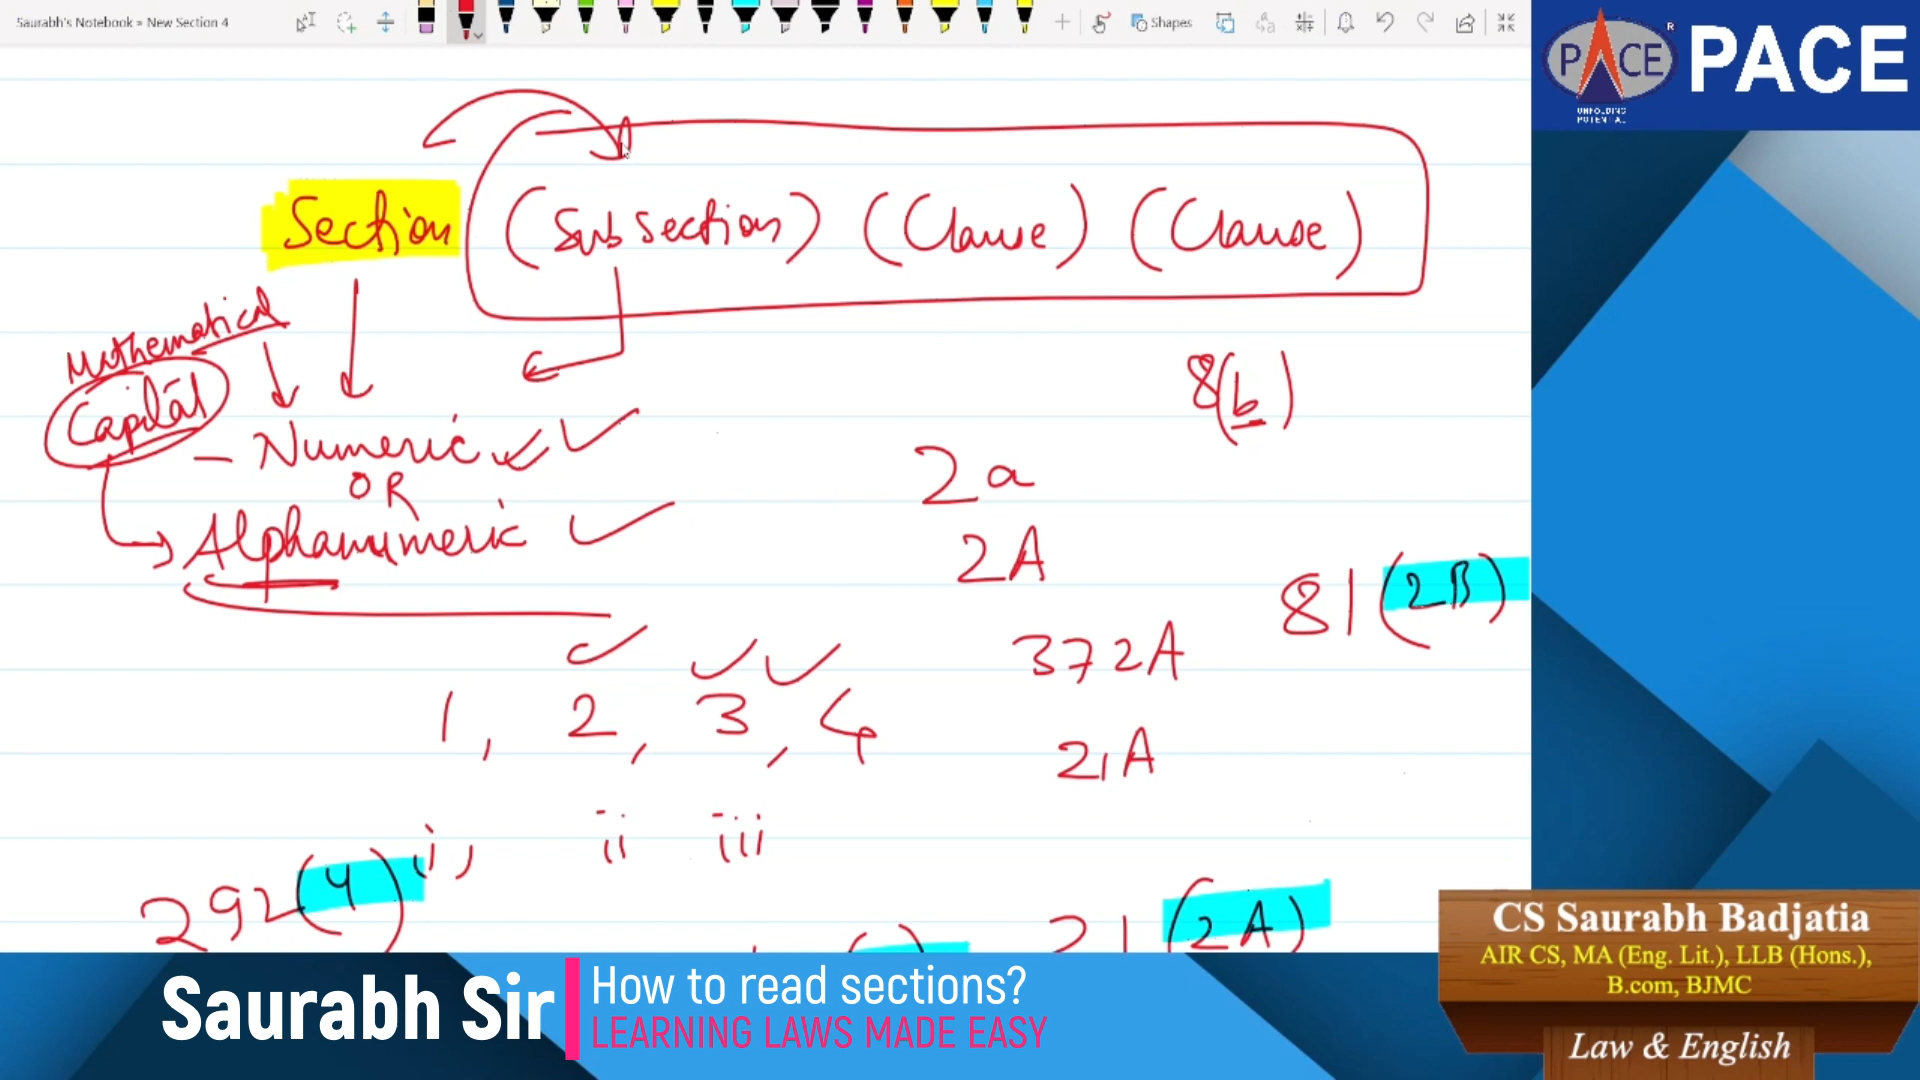 Saurabh's Notebook » New Section 4
Shapes
PACE
UNFOLDING
POTENTIAL
®
PACE
Section (Subsection) (Clause) (Clause)
Mathematical
Capital
- Numeric
OR
Alphanumeric
8(b)
2a
2A
81(2B)
372A
1, 2, 3, 4
21A
i, ii iii
292(4)
21(2A)
CS Saurabh Badjatia
AIR CS, MA (Eng. Lit.), LLB (Hons.),
B.com, BJMC
Law & English
Saurabh Sir
How to read sections?
LEARNING LAWS MADE EASY